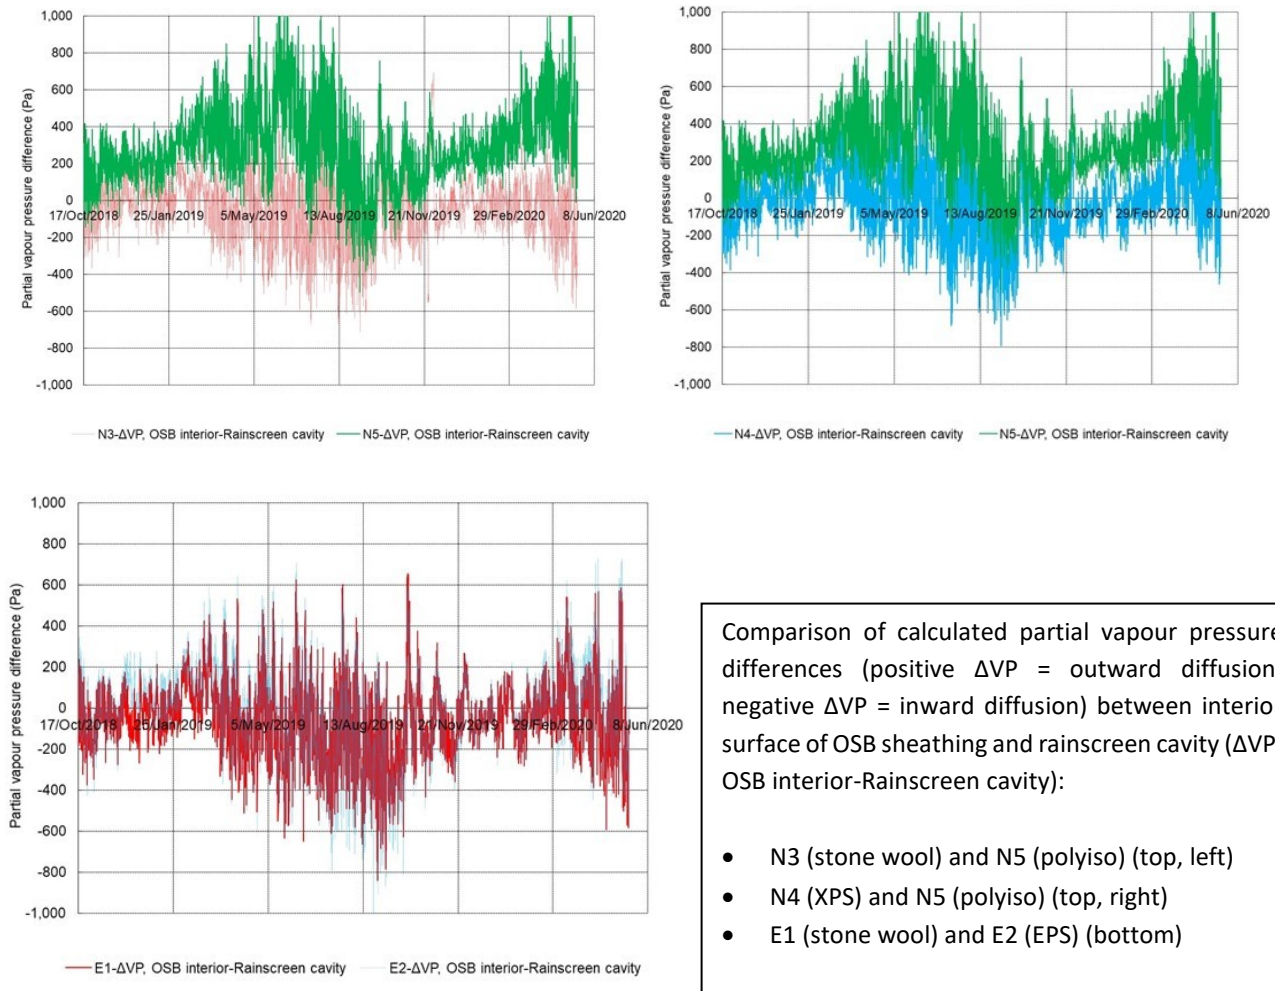 1,000
800
600
400
200
0
-200
-400
-600
-800
-1,000
Partial vapour pressure difference (Pa)
17/Oct/2018 25/Jan/2019 5/May/2019 13/Aug/2019 21/Nov/2019 29/Feb/2020 8/Jun/2020
N3-ΔVP, OSB interior-Rainscreen cavity N5-ΔVP, OSB interior-Rainscreen cavity
1,000
800
600
400
200
0
-200
-400
-600
-800
-1,000
Partial vapour pressure difference (Pa)
17/Oct/2018 25/Jan/2019 5/May/2019 13/Aug/2019 21/Nov/2019 29/Feb/2020 8/Jun/2020
N4-ΔVP, OSB interior-Rainscreen cavity N5-ΔVP, OSB interior-Rainscreen cavity
1,000
800
600
400
200
0
-200
-400
-600
-800
-1,000
Partial vapour pressure difference (Pa)
17/Oct/2018 25/Jan/2019 5/May/2019 13/Aug/2019 21/Nov/2019 29/Feb/2020 8/Jun/2020
E1-ΔVP, OSB interior-Rainscreen cavity E2-ΔVP, OSB interior-Rainscreen cavity
Comparison of calculated partial vapour pressure
differences (positive ΔVP = outward diffusion
negative ΔVP = inward diffusion) between interio
surface of OSB sheathing and rainscreen cavity (ΔVP
OSB interior-Rainscreen cavity):
• N3 (stone wool) and N5 (polyiso) (top, left)
• N4 (XPS) and N5 (polyiso) (top, right)
• E1 (stone wool) and E2 (EPS) (bottom)